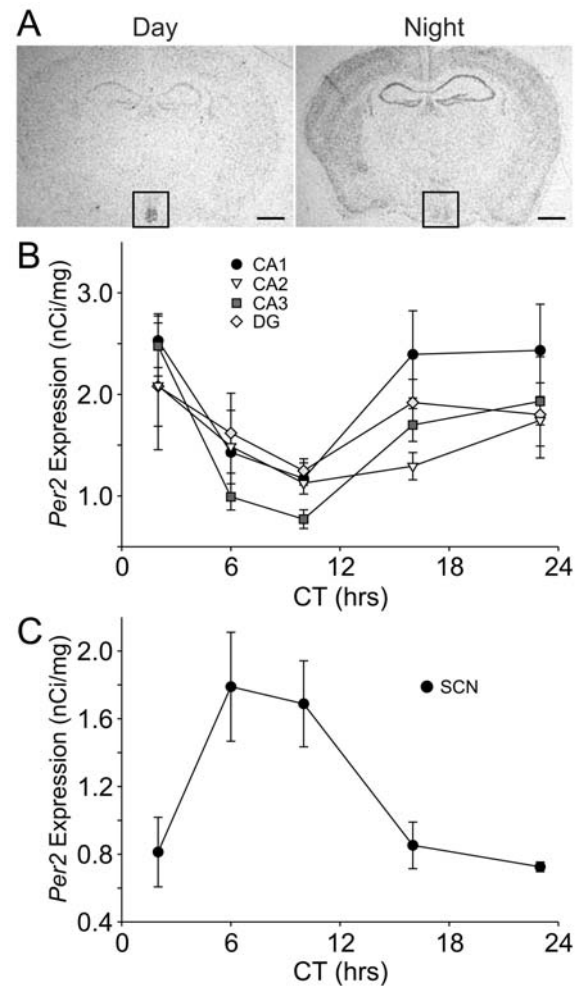 A
Day Night
B
CA1
CA2
CA3
DG
Per2 Expression (nCi/mg)
3.0
2.0
1.0
0 6 12 18 24
CT (hrs)
C
SCN
Per2 Expression (nCi/mg)
2.0
1.6
1.2
0.8
0.4
0 6 12 18 24
CT (hrs)